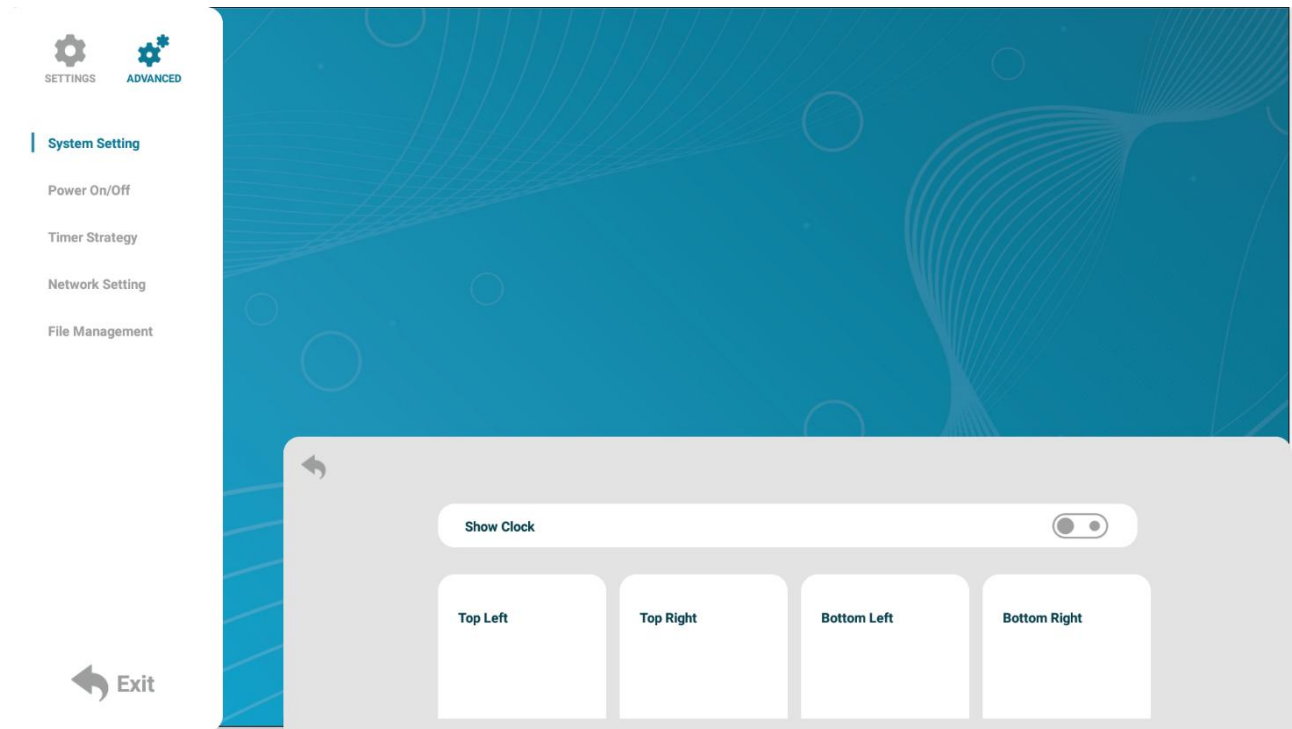 SETTINGS
ADVANCED
System Setting
Power On/Off
Timer Strategy
Network Setting
File Management
Exit
Show Clock
Top Left
Top Right
Bottom Left
Bottom Right